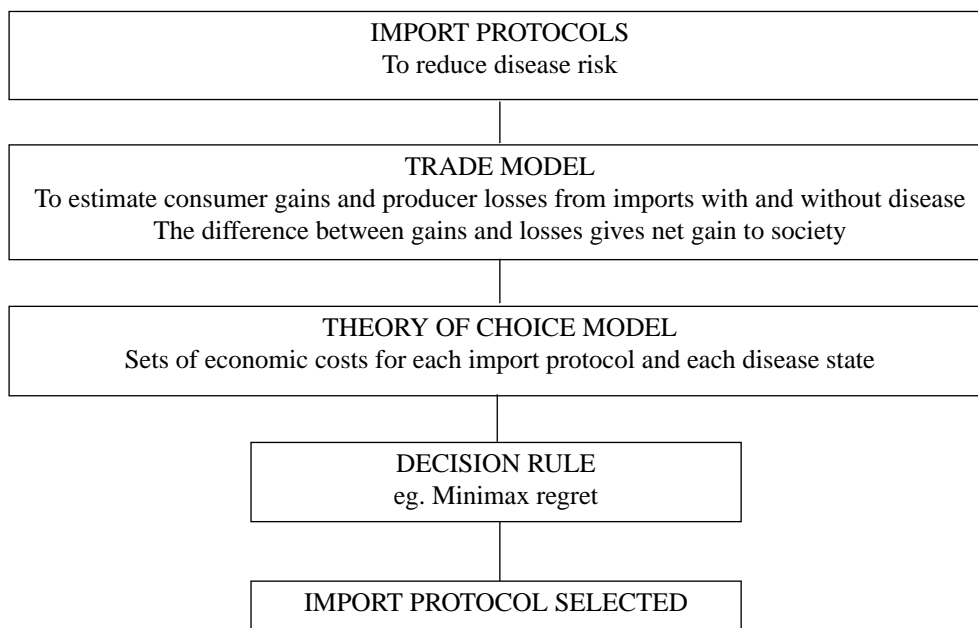 IMPORT PROTOCOLS
To reduce disease risk
TRADE MODEL
To estimate consumer gains and producer losses from imports with and without disease
The difference between gains and losses gives net gain to society
THEORY OF CHOICE MODEL
Sets of economic costs for each import protocol and each disease state
DECISION RULE
eg. Minimax regret
IMPORT PROTOCOL SELECTED